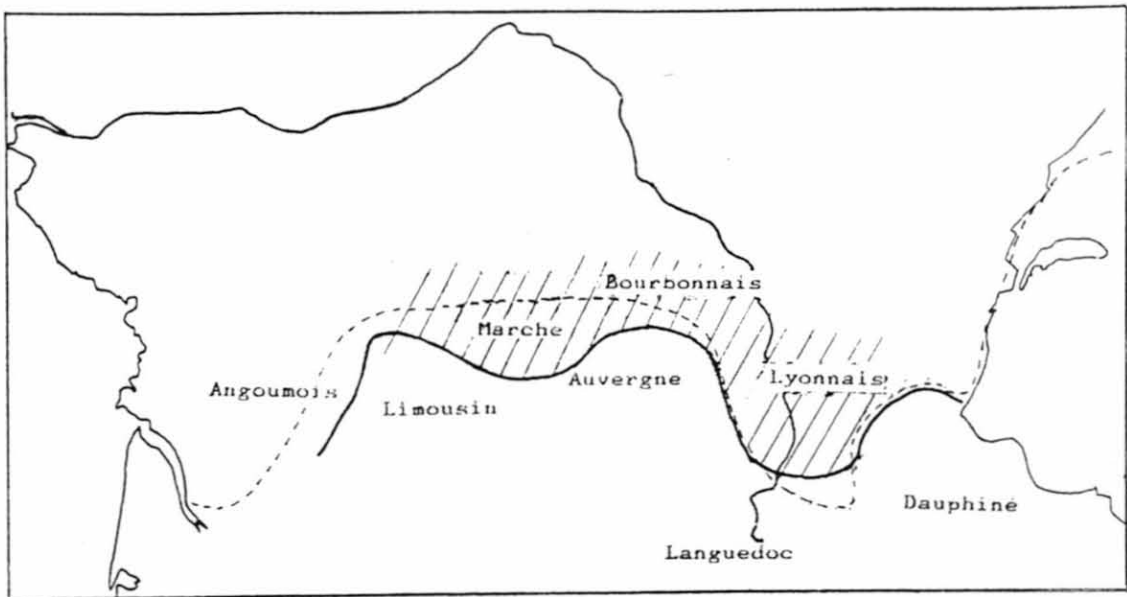 Bourbonnais
Marche
Auvergne
Lyonnais
Angoumois
Limousin
Dauphiné
Languedoc